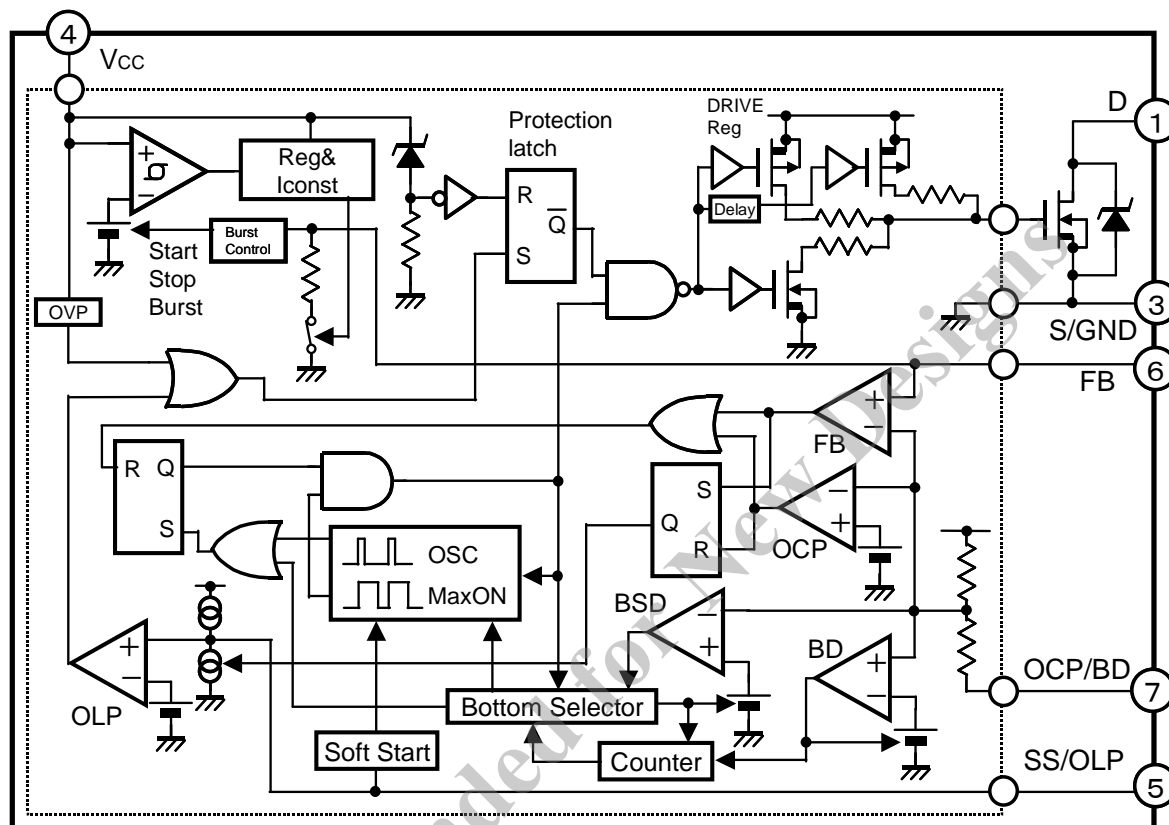 4
VCC
D
1
DRIVE
Reg
Protection
latch
+
−
Reg&
Iconst
R
Q
S
Delay
Burst
Control
Start
Stop
Burst
OVP
3
S/GND
6
FB
+
−
FB
R
Q
S
S
Q
R
−
+
OCP
OSC
MaxON
BSD
−
+
BD
+
−
+
−
OLP
Bottom Selector
OCP/BD
7
Soft Start
Counter
SS/OLP
5
nded for New Designs